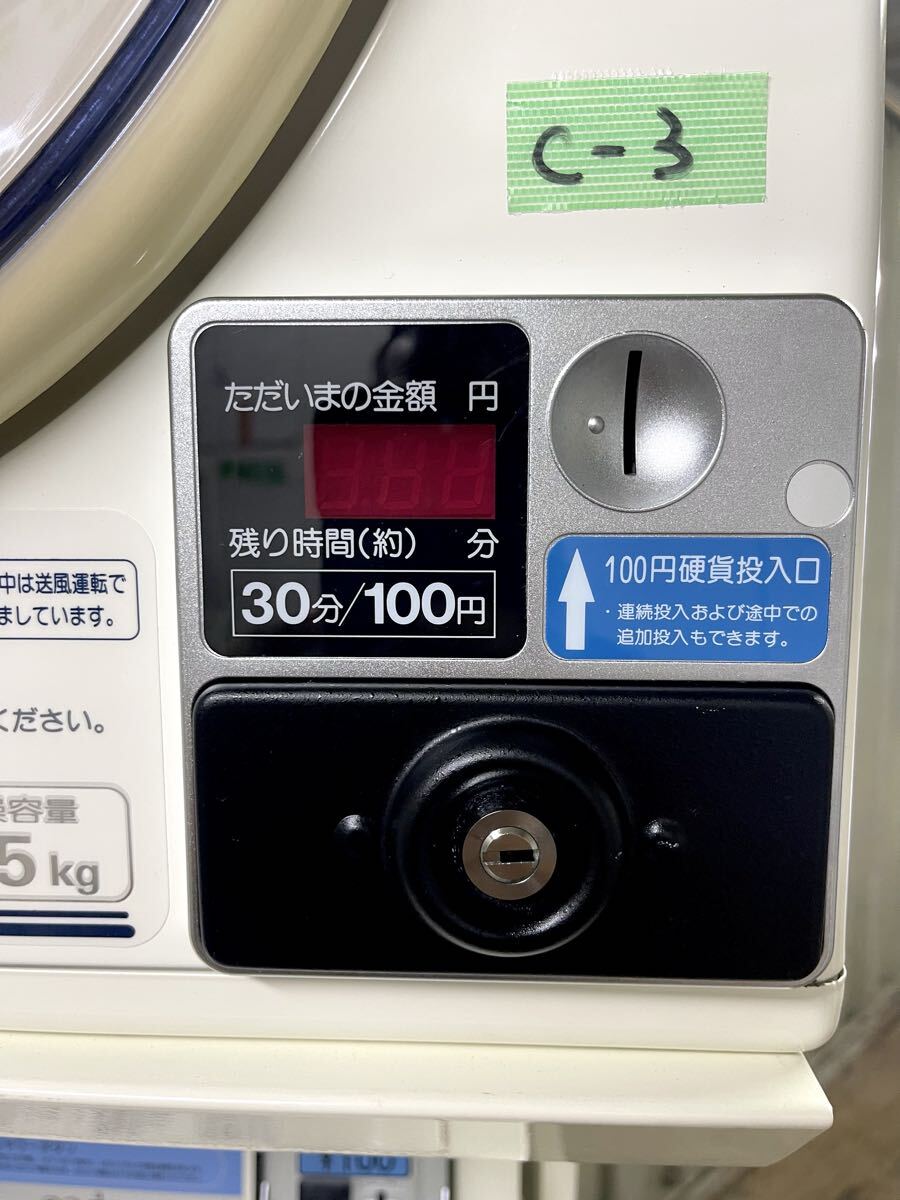 C-3
ただいまの金額 円
残り時間(約) 分
30分/100円
100円硬貨投入口
・連続投入および途中での
追加投入もできます。
中は送風運転で
ましています。
ください。
容量
5kg